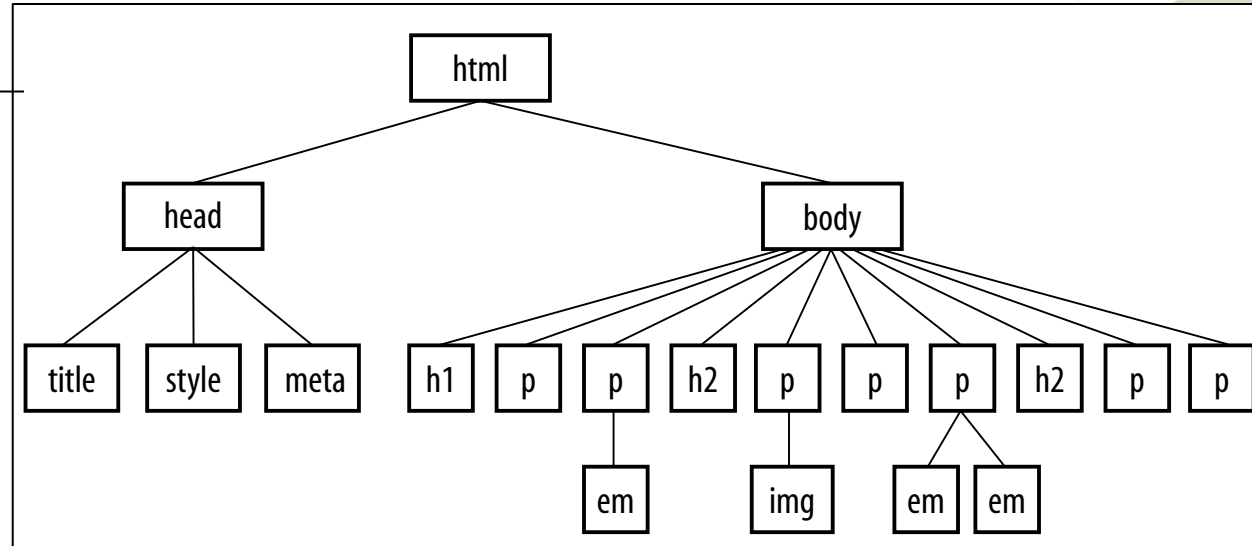 html
head body
title style meta h1 p p h2 p p p h2 p p
em img em em